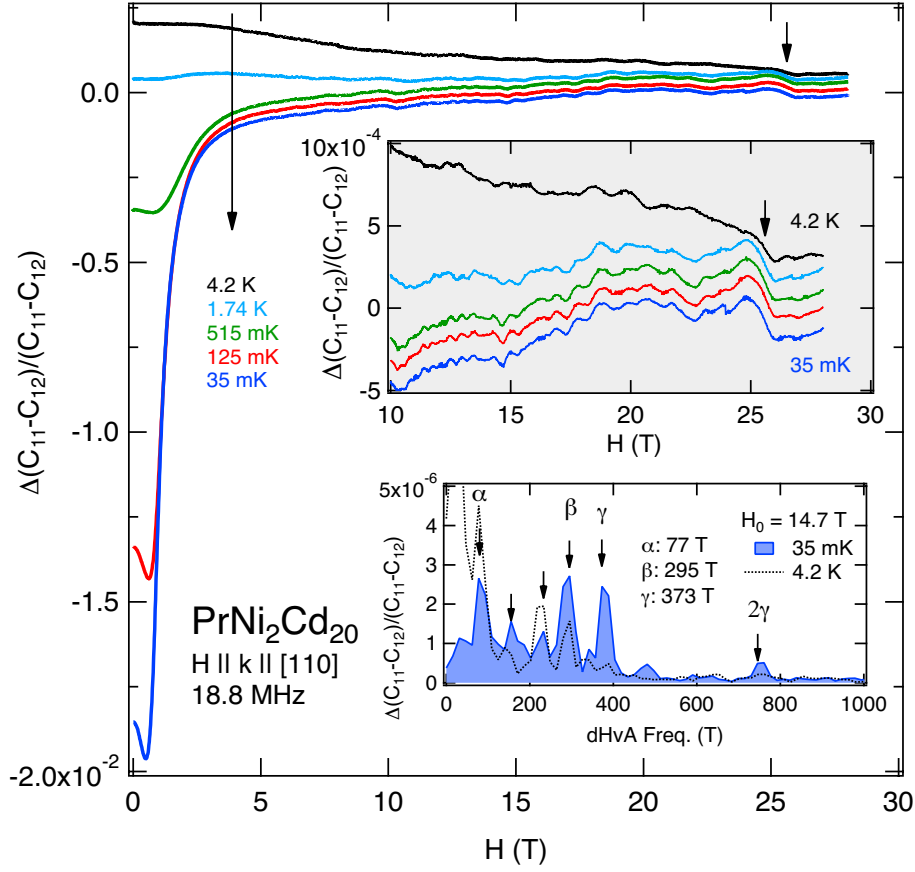 0.0
-0.5
-1.0
-1.5
-2.0x10⁻²
Δ(C₁₁-C₁₂)/(C₁₁-C₁₂)
0
5
10
15
20
25
30
H (T)
4.2 K
1.74 K
515 mK
125 mK
35 mK
PrNi₂Cd₂₀
H || k || [110]
18.8 MHz
10x10⁻⁴
5
0
-5
Δ(C₁₁-C₁₂)/(C₁₁-C₁₂)
4.2 K
35 mK
10
15
20
25
30
H (T)
5x10⁻⁶
4
3
2
1
0
Δ(C₁₁-C₁₂)/(C₁₁-C₁₂)
α
β
γ
2γ
α: 77 T
β: 295 T
γ: 373 T
H₀ = 14.7 T
35 mK
4.2 K
0
200
400
600
800
1000
dHvA Freq. (T)